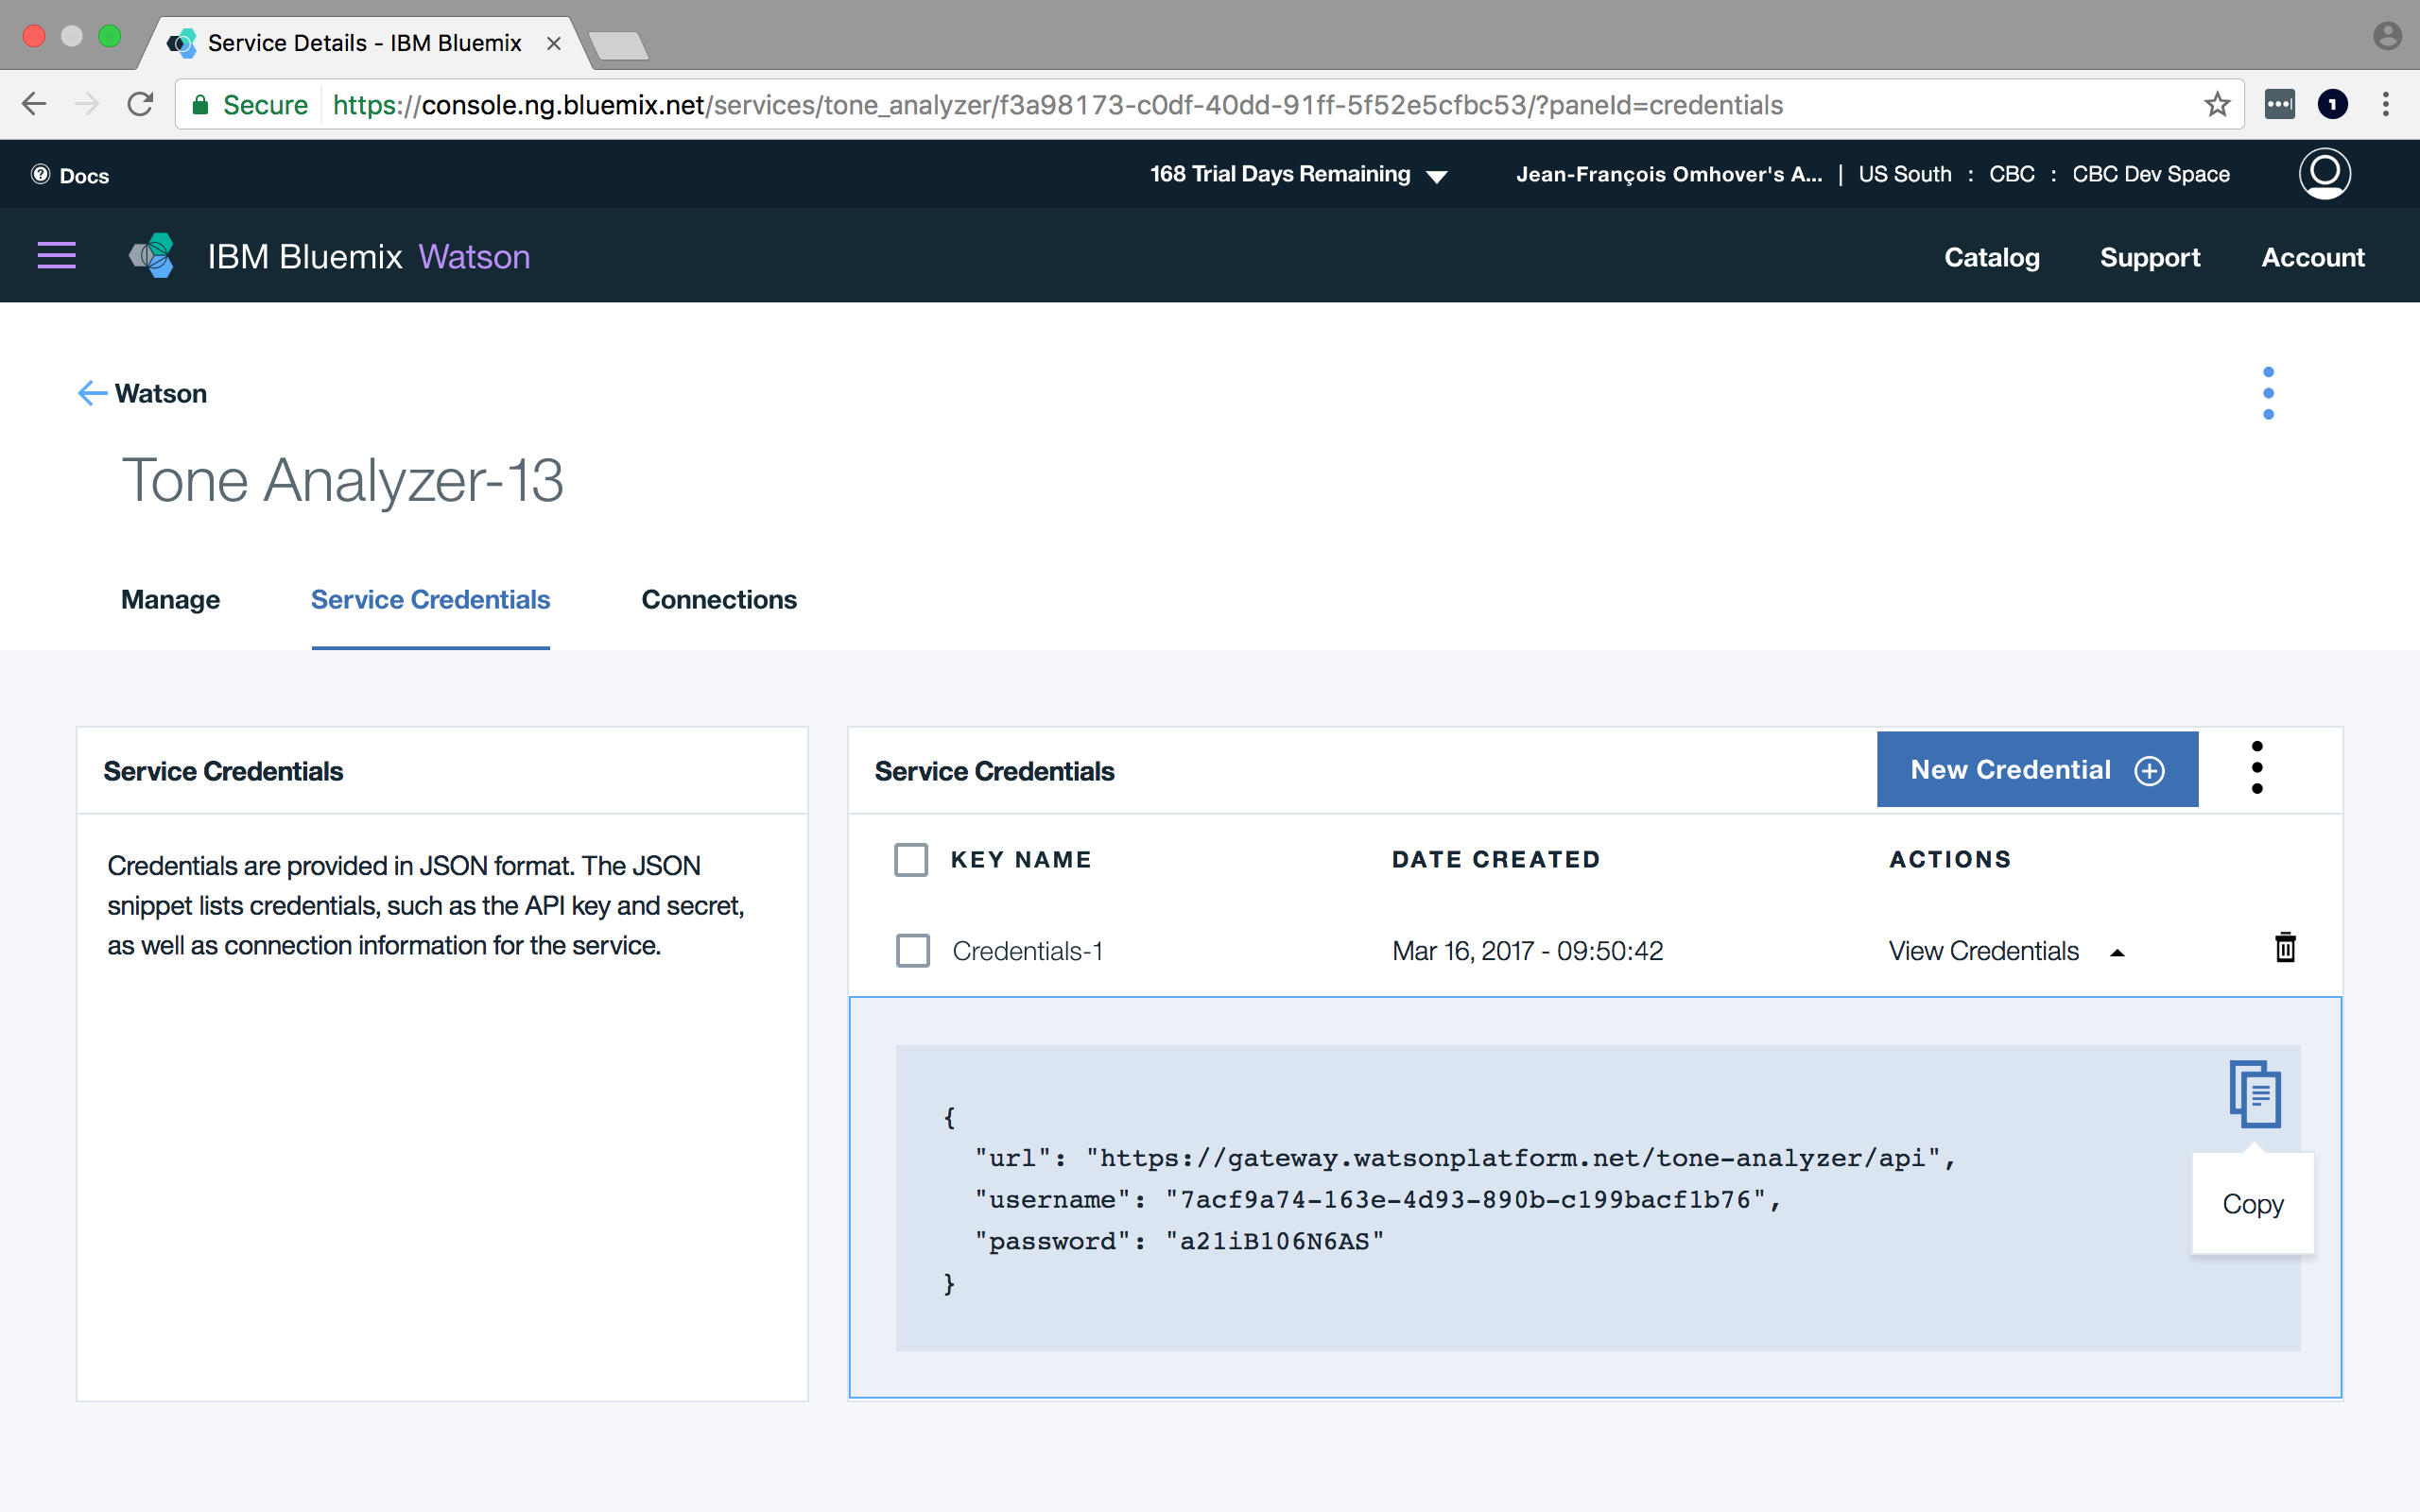 Service Details - IBM Bluemix
Secure https://console.ng.bluemix.net/services/tone_analyzer/f3a98173-c0df-40dd-91ff-5f52e5cfbc53/?paneId=credentials
1
Docs 168 Trial Days Remaining Jean-François Omhover's A... | US South : CBC : CBC Dev Space
IBM Bluemix Watson Catalog Support Account
Watson
Tone Analyzer-13
Manage Service Credentials Connections
Service Credentials
Credentials are provided in JSON format. The JSON
snippet lists credentials, such as the API key and secret,
as well as connection information for the service.
Service Credentials New Credential
KEY NAME DATE CREATED ACTIONS
Credentials-1 Mar 16, 2017 - 09:50:42 View Credentials
{
"url": "https://gateway.watsonplatform.net/tone-analyzer/api",
"username": "7acf9a74-163e-4d93-890b-c199bacf1b76",
"password": "a21iB106N6AS"
}
Copy